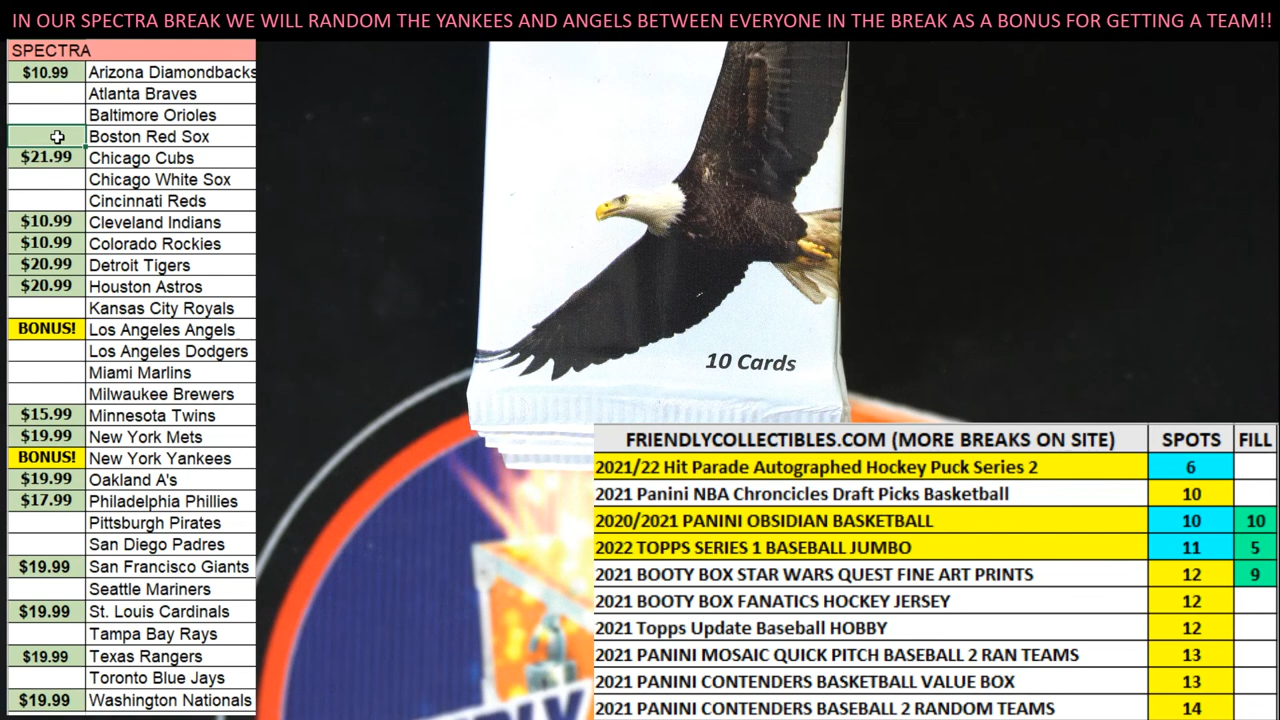 IN OUR SPECTRA BREAK WE WILL RANDOM THE YANKEES AND ANGELS BETWEEN EVERYONE IN THE BREAK AS A BONUS FOR GETTING A TEAM!!
SPECTRA
$10.99 Arizona Diamondbacks
Atlanta Braves
Baltimore Orioles
Boston Red Sox
$21.99 Chicago Cubs
Chicago White Sox
Cincinnati Reds
$10.99 Cleveland Indians
$10.99 Colorado Rockies
$20.99 Detroit Tigers
$20.99 Houston Astros
Kansas City Royals
BONUS! Los Angeles Angels
Los Angeles Dodgers
Miami Marlins
Milwaukee Brewers
$15.99 Minnesota Twins
$19.99 New York Mets
BONUS! New York Yankees
$19.99 Oakland A's
$17.99 Philadelphia Phillies
Pittsburgh Pirates
San Diego Padres
$19.99 San Francisco Giants
Seattle Mariners
$19.99 St. Louis Cardinals
Tampa Bay Rays
$19.99 Texas Rangers
Toronto Blue Jays
$19.99 Washington Nationals
10 Cards
FRIENDLYCOLLECTIBLES.COM (MORE BREAKS ON SITE) SPOTS FILL
2021/22 Hit Parade Autographed Hockey Puck Series 2 6
2021 Panini NBA Chroncicles Draft Picks Basketball 10
2020/2021 PANINI OBSIDIAN BASKETBALL 10 10
2022 TOPPS SERIES 1 BASEBALL JUMBO 11 5
2021 BOOTY BOX STAR WARS QUEST FINE ART PRINTS 12 9
2021 BOOTY BOX FANATICS HOCKEY JERSEY 12
2021 Topps Update Baseball HOBBY 12
2021 PANINI MOSAIC QUICK PITCH BASEBALL 2 RAN TEAMS 13
2021 PANINI CONTENDERS BASKETBALL VALUE BOX 13
2021 PANINI CONTENDERS BASEBALL 2 RANDOM TEAMS 14